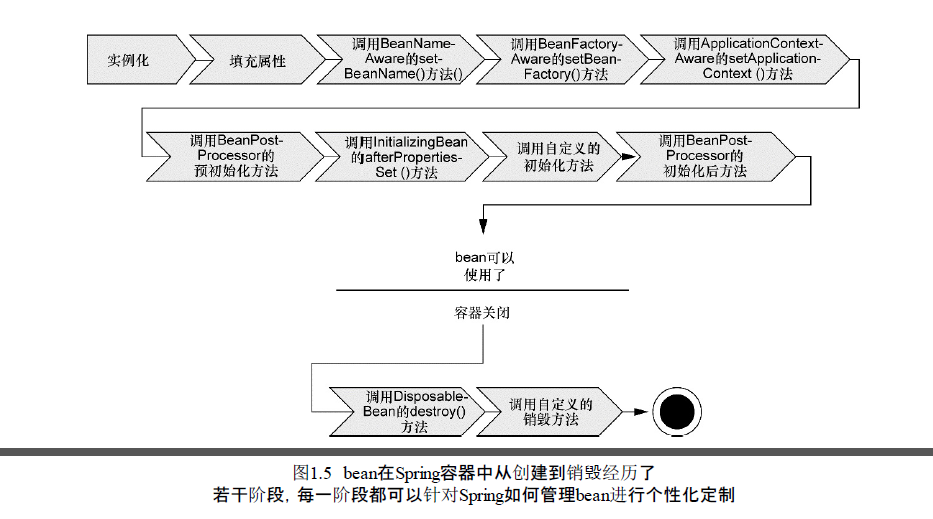 实例化
填充属性
调用BeanName-
Aware的set-
BeanName()方法()
调用BeanFactory-
Aware的setBean-
Factory()方法
调用ApplicationContext-
Aware的setApplication-
Context ()方法
调用BeanPost-
Processor的
预初始化方法
调用InitializingBean
的afterProperties-
Set ()方法
调用自定义的
初始化方法
调用BeanPost-
Processor的
初始化后方法
bean可以
使用了
容器关闭
调用Disposable-
Bean的destroy()
方法
调用自定义的
销毁方法
图1.5 bean在Spring容器中从创建到销毁经历了
若干阶段，每一阶段都可以针对Spring如何管理bean进行个性化定制